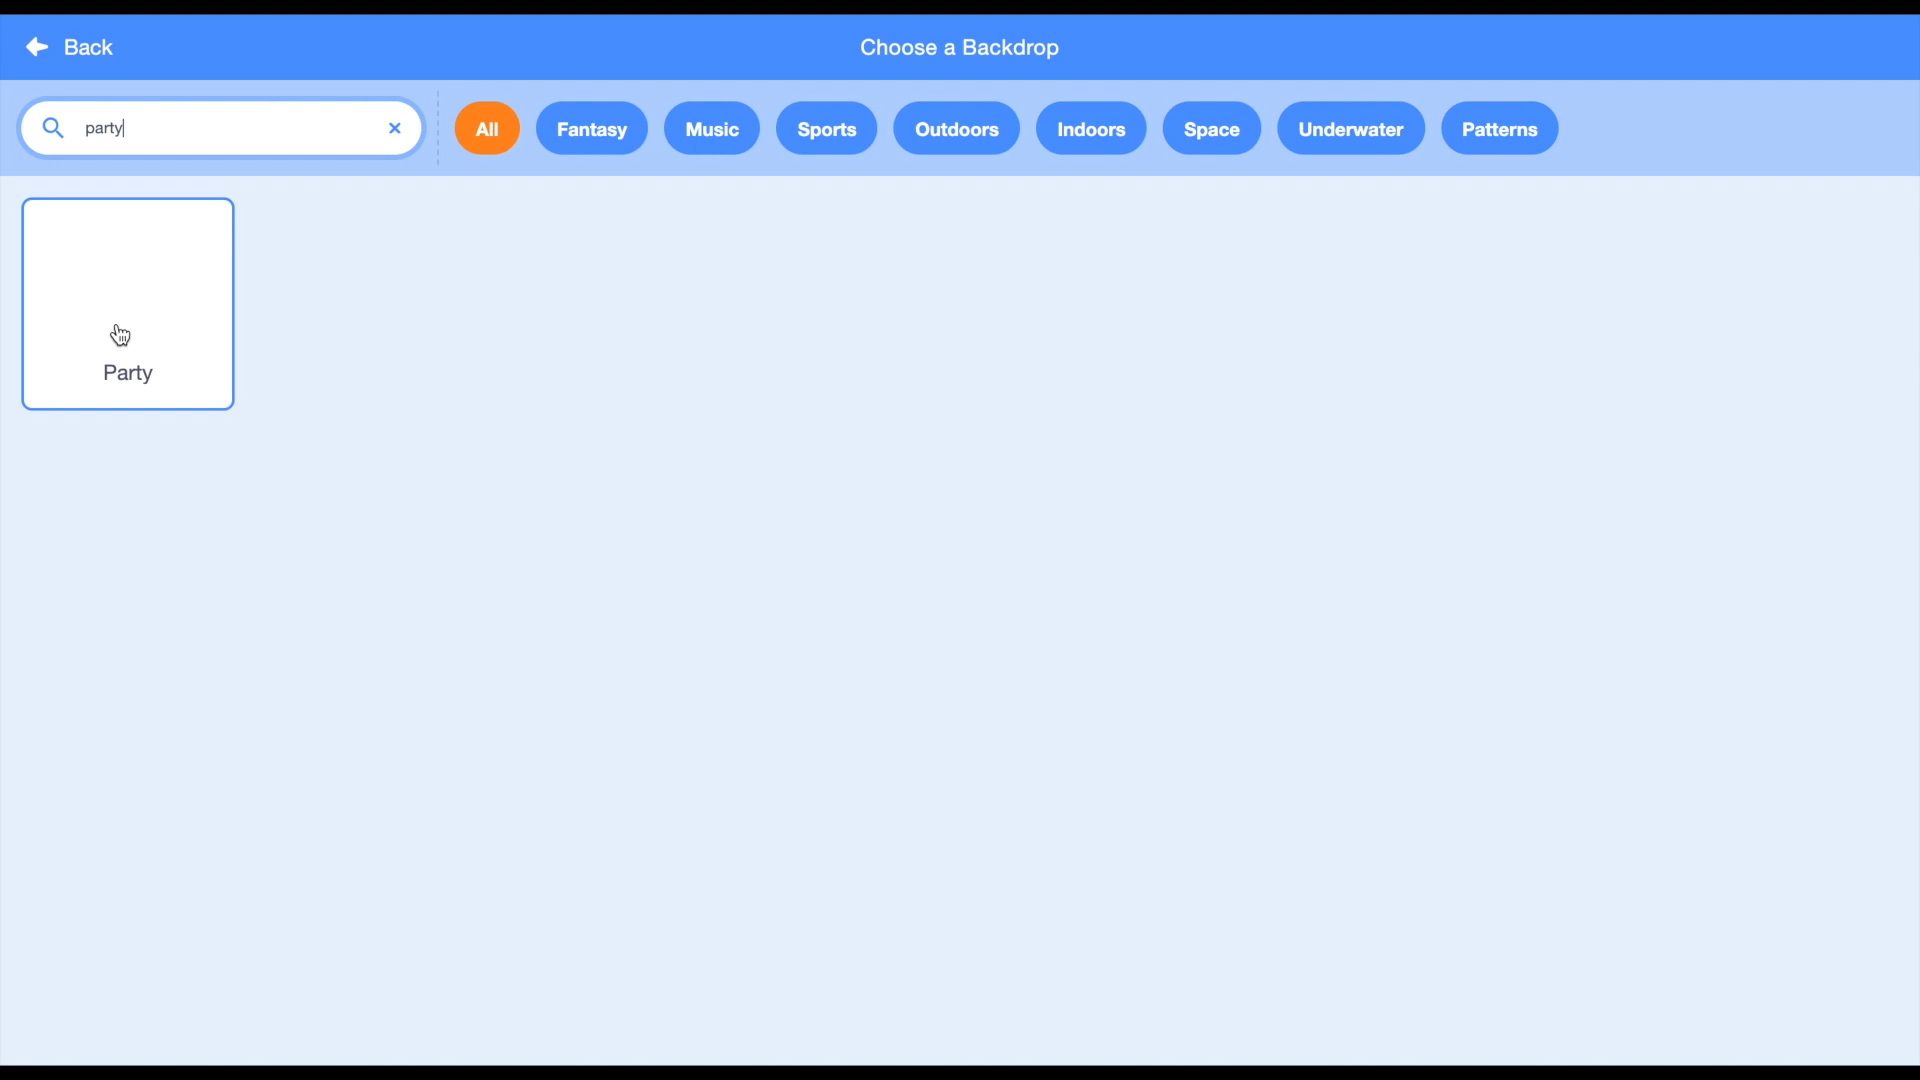 Back
Choose a Backdrop
party
All
Fantasy
Music
Sports
Outdoors
Indoors
Space
Underwater
Patterns
Party